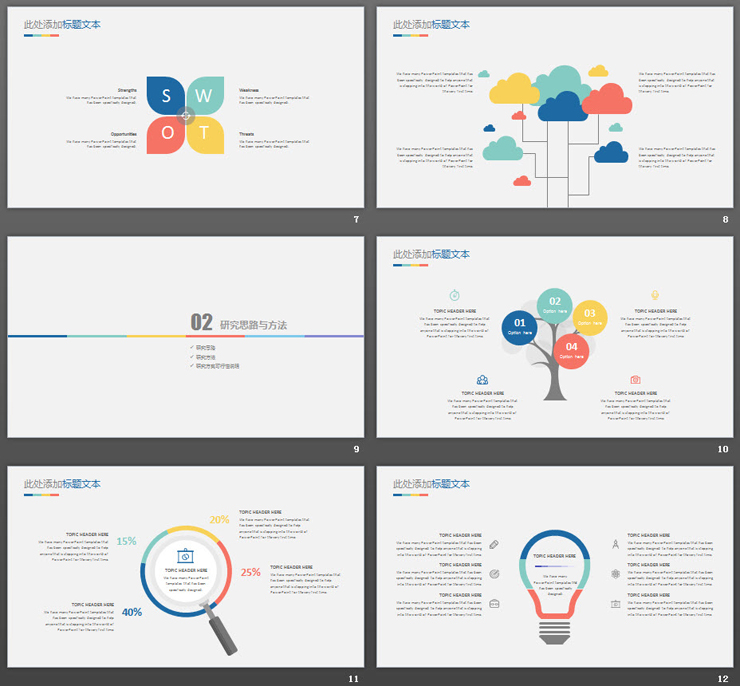 此处添加标题文本
Strengths
We have many PowerPoint templates that
has been specifically designed.
S
W
Weakness
We have many PowerPoint templates that
has been specifically designed.
Opportunities
We have many PowerPoint templates that
has been specifically designed.
O
T
Threats
We have many PowerPoint templates that
has been specifically designed.
7
此处添加标题文本
We have many PowerPoint templates that has
been specifically designed to help anyone that
is stepping into the world of PowerPoint for
the very first time.
We have many PowerPoint templates that has
been specifically designed to help anyone that
is stepping into the world of PowerPoint for
the very first time.
We have many PowerPoint templates that has
been specifically designed to help anyone that
is stepping into the world of PowerPoint for
the very first time.
We have many PowerPoint templates that has
been specifically designed to help anyone that
is stepping into the world of PowerPoint for
the very first time.
8
02 研究思路与方法
✓ 研究思路
✓ 研究方法
✓ 研究方案可行性说明
9
此处添加标题文本
TOPIC HEADER HERE
We have many PowerPoint templates that
has been specifically designed to help
anyone that is stepping into the world of
PowerPoint for the very first time.
01
Option here
02
Option here
03
Option here
04
Option here
TOPIC HEADER HERE
We have many PowerPoint templates that
has been specifically designed to help
anyone that is stepping into the world of
PowerPoint for the very first time.
TOPIC HEADER HERE
We have many PowerPoint templates that
has been specifically designed to help
anyone that is stepping into the world of
PowerPoint for the very first time.
TOPIC HEADER HERE
We have many PowerPoint templates that
has been specifically designed to help
anyone that is stepping into the world of
PowerPoint for the very first time.
10
此处添加标题文本
TOPIC HEADER HERE
We have many PowerPoint templates that
has been specifically designed to help
anyone that is stepping into the world of
PowerPoint for the very first time.
15%
20%
TOPIC HEADER HERE
We have many PowerPoint templates that
has been specifically designed to help
anyone that is stepping into the world of
PowerPoint for the very first time.
TOPIC HEADER HERE
We have many PowerPoint
templates that has been
specifically designed.
25%
TOPIC HEADER HERE
We have many PowerPoint templates that
has been specifically designed to help
anyone that is stepping into the world of
PowerPoint for the very first time.
TOPIC HEADER HERE
We have many PowerPoint templates that
has been specifically designed to help
anyone that is stepping into the world of
PowerPoint for the very first time.
40%
11
此处添加标题文本
TOPIC HEADER HERE
We have many PowerPoint templates that has been
specifically designed to help anyone that is stepping
into the world of PowerPoint for the very first time.
TOPIC HEADER HERE
We have many PowerPoint templates that has been
specifically designed to help anyone that is stepping
into the world of PowerPoint for the very first time.
TOPIC HEADER HERE
We have many PowerPoint templates that has been
specifically designed to help anyone that is stepping
into the world of PowerPoint for the very first time.
TOPIC HEADER HERE
We have many
PowerPoint templates that
has been specifically
designed.
TOPIC HEADER HERE
We have many PowerPoint templates that has been
specifically designed to help anyone that is stepping
into the world of PowerPoint for the very first time.
TOPIC HEADER HERE
We have many PowerPoint templates that has been
specifically designed to help anyone that is stepping
into the world of PowerPoint for the very first time.
TOPIC HEADER HERE
We have many PowerPoint templates that has been
specifically designed to help anyone that is stepping
into the world of PowerPoint for the very first time.
12